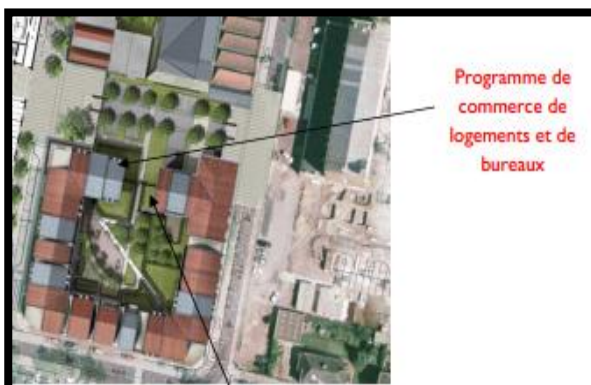 Programme de
commerce de
logements et de
bureaux